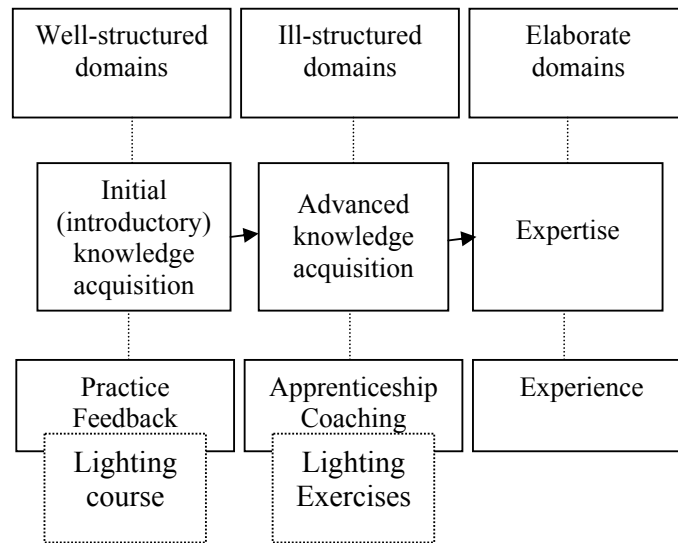 Well-structured
domains
Ill-structured
domains
Elaborate
domains
Initial
(introductory)
knowledge
acquisition
Advanced
knowledge
acquisition
Expertise
Practice
Feedback
Apprenticeship
Coaching
Experience
Lighting
course
Lighting
Exercises